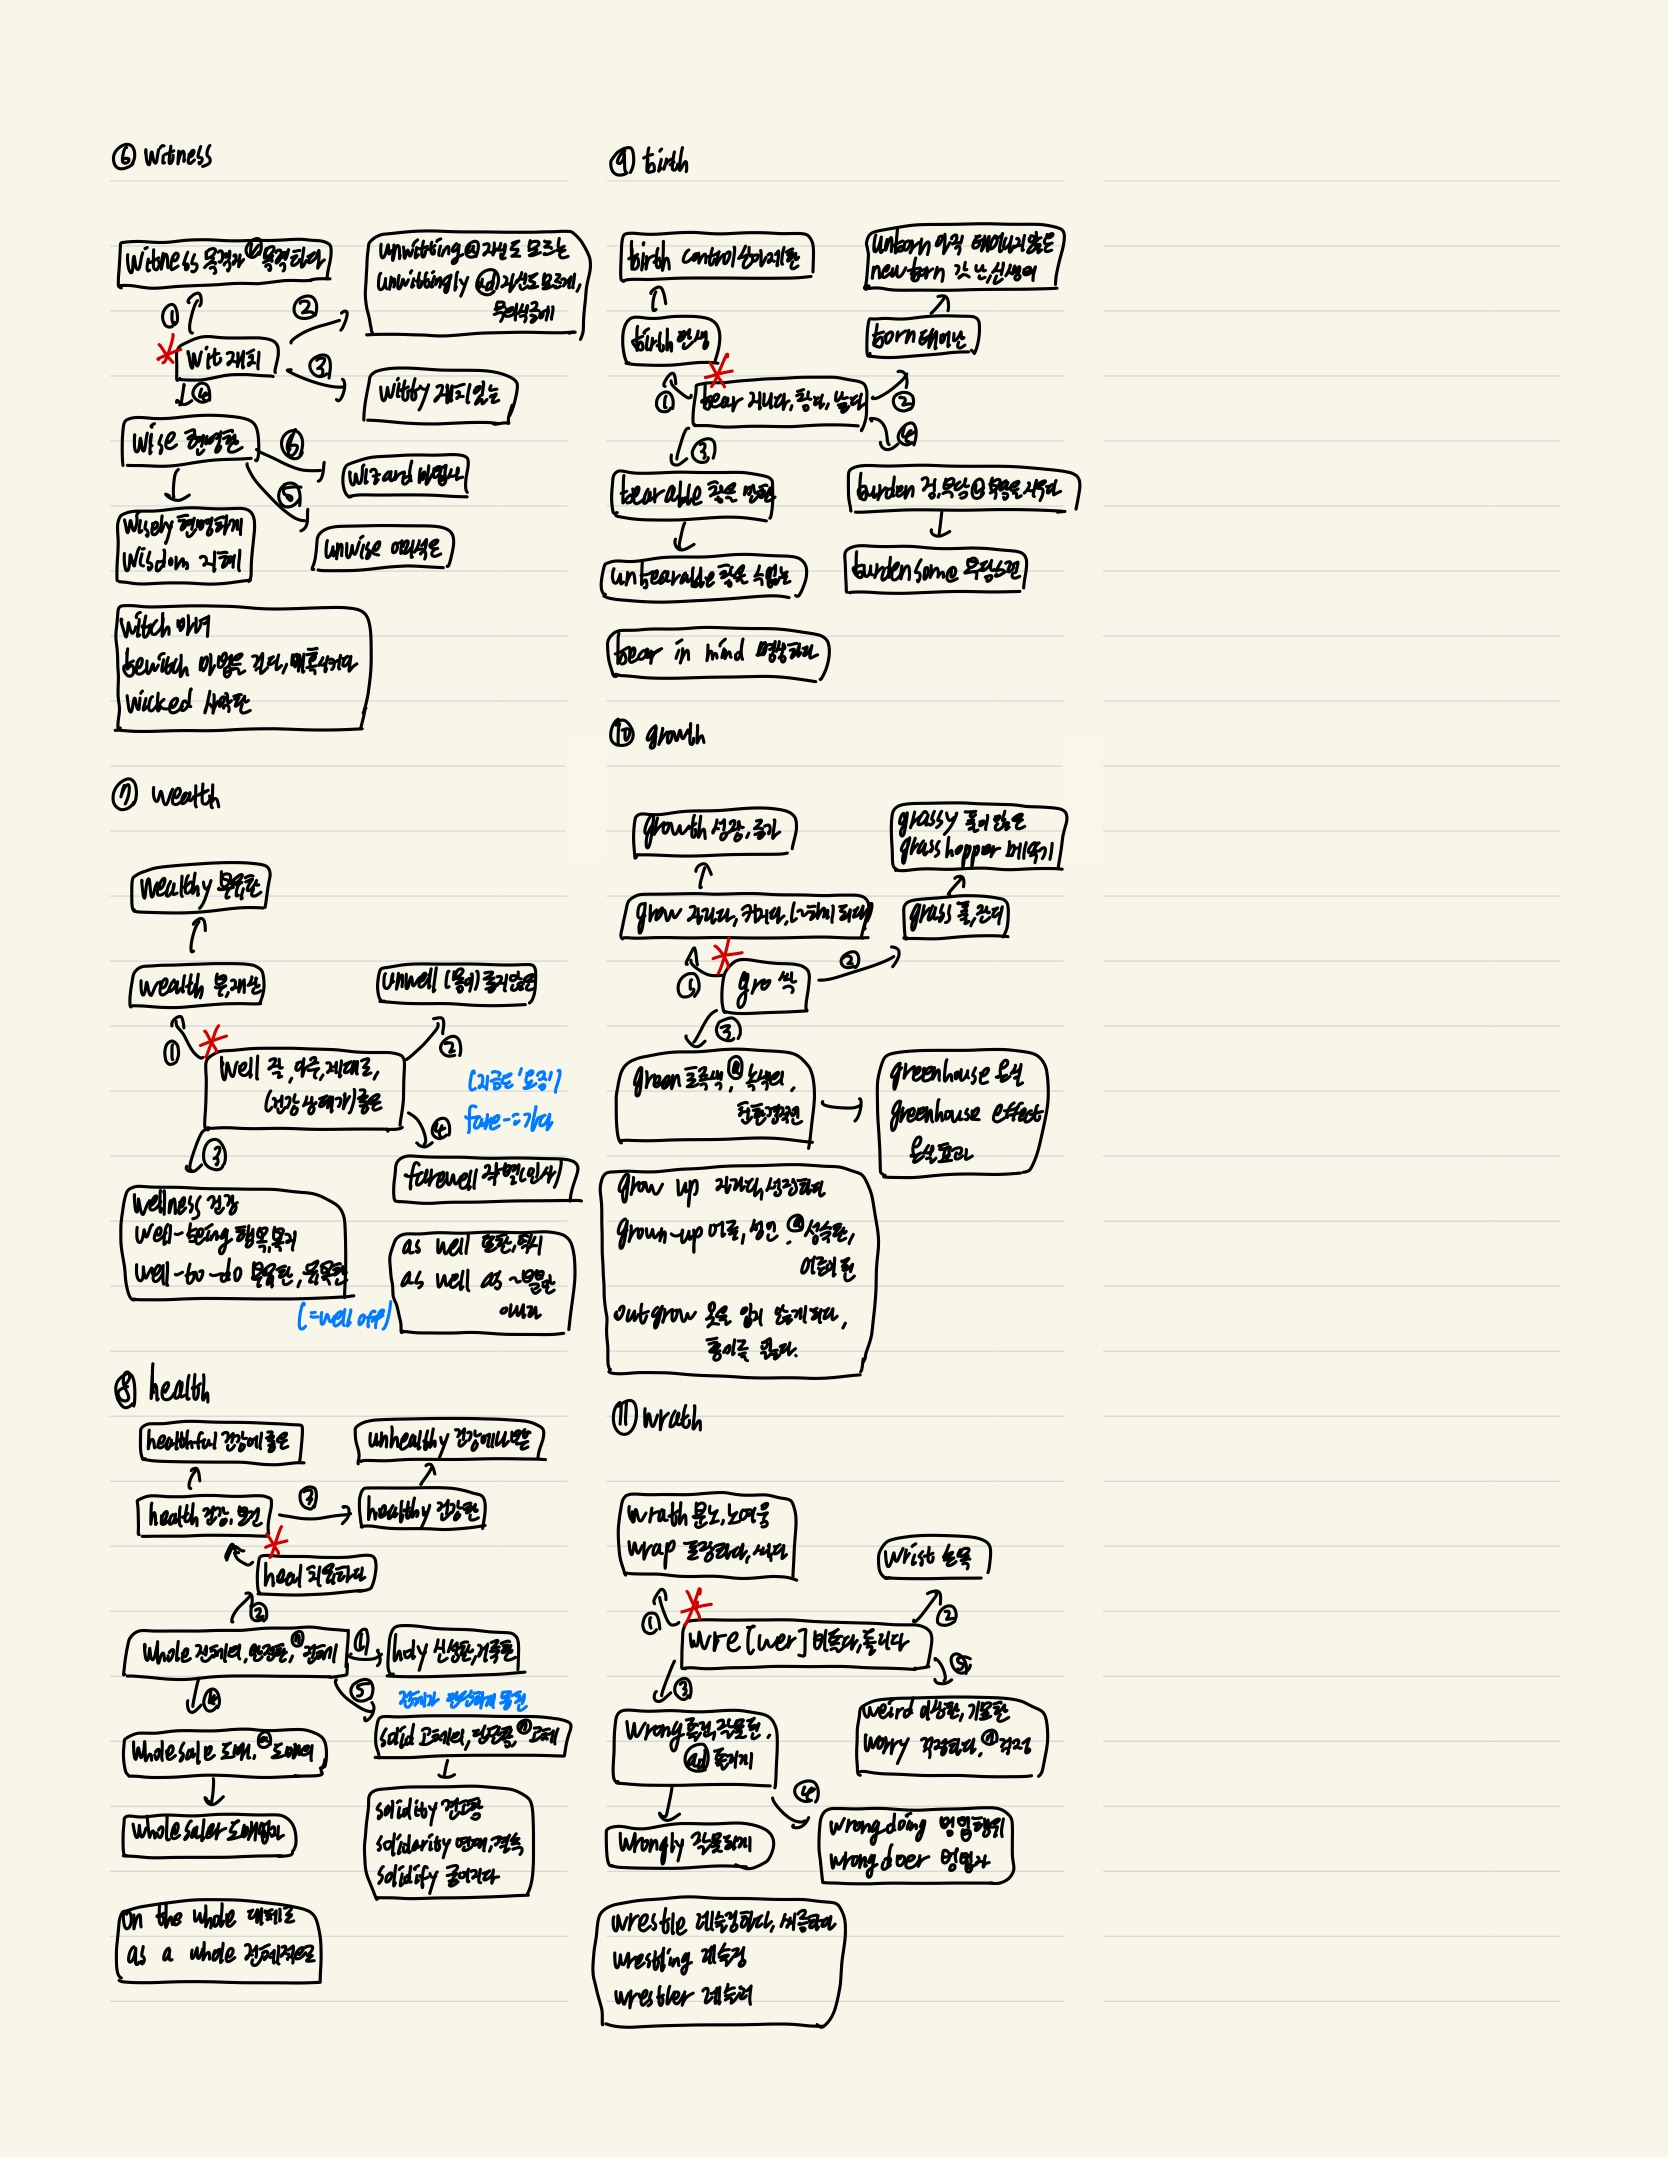 ⑥ witness
witness 목격자 ⓥ목격하다
unwitting ⓐ 자신도 모르는
unwittingly ⓐd 자신도 모르게,
무의식중에
①
②
wit 재치
③
witty 재치있는
④
wise 현명한
⑥
wizard 마법사
⑤
wisely 현명하게
wisdom 지혜
unwise 어리석은
witch 마녀
bewitch 마법을 걸다, 매혹시키다
wicked 사악한
⑦ wealth
wealthy 부유한
wealth 부,재산
unwell (몸이) 좋지않은
①
②
well 잘, 아주, 제대로,
(건강상태가)좋은
(지금은 '요금')
fare-=가다
③
④
farewell 작별(인사)
wellness 건강
well-being 행복,복지
well-to-do 부유한, 유복한
(=well off)
as well 또한,역시
as well as ~뿐만
아니라
⑧ health
healthful 건강에좋은
unhealthy 건강에나쁜
health 건강,보건
③
healthy 건강한
heal 치유하다
②
whole 전체의,완전한, ⓝ 전체
①
holy 신성한,거룩한
④
⑤
전체가 단단하게 뭉친
wholesale 도매, ⓐ도매의
solid 고체의,단단한, ⓝ고체
wholesaler 도매업자
solidity 견고함
solidarity 연대,결속
solidify 굳어지다
on the whole 대체로
as a whole 전체적으로
⑨ birth
birth control 산아제한
unborn 아직 태어나지않은
newborn 갓 난,신생의
birth 탄생
born 태어난
①
bear 지니다, 참다, 낳다
②
③
④
bearable 참을 만한
burden 짐,부담 ⓥ 부담을 지우다
unbearable 참을 수없는
burdensome 부담스런
bear in mind 명심하다
⑩ growth
growth 성장,증가
grassy 풀이 많은
grasshopper 메뚜기
grow 자라다, 커지다, (~하게 되다)
grass 풀,잔디
①
gro 싹
②
③
green 초록색, ⓐ 녹색의,
친환경적인
greenhouse 온실
greenhouse effect
온실효과
grow up 자라다,성장하다
grown-up 어른, 성인 ⓐ성숙한,
어른이 된
outgrow 옷을 입지 않게되다,
흥미를 잃다.
⑪ wrath
wrath 분노,노여움
wrap 포장하다,싸다
wrist 손목
①
②
wre [wer] 비틀다,돌리다
③
⑤
wrong 틀린,잘못된.
ⓐd 틀리게
weird 이상한, 기묘한
worry 걱정하다, ⓝ 걱정
④
wrongly 잘못되게
wrongdoing 범법행위
wrongdoer 범법자
wrestle 레슬링하다,씨름하다
wrestling 레슬링
wrestler 레슬러